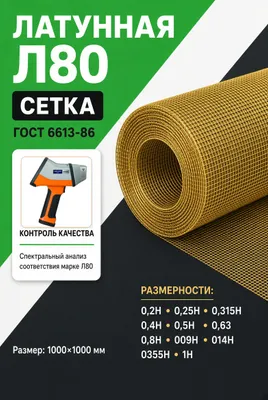 ЛАТУННАЯ
Л80
СЕТКА
ГОСТ 6613-86
КОНТРОЛЬ КАЧЕСТВА
Спектральный анализ
соответствия марке Л80
Размер: 1000×1000 мм
РАЗМЕРНОСТИ:
0,2Н • 0,25Н • 0,315Н
0,4Н • 0,5Н • 0,63
0,8Н • 009Н • 014Н
0355Н • 1Н